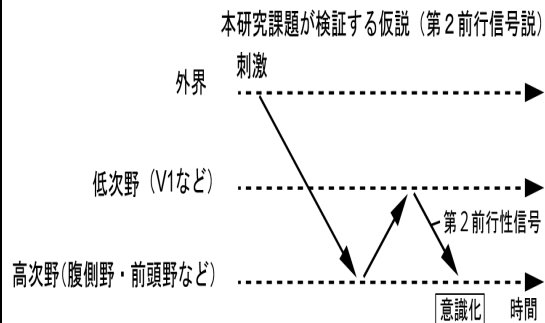 本研究課題が検証する仮説（第２前行信号説）
刺激
外界
低次野（V1など）
第２前行性信号
高次野(腹側野・前頭野など）
意識化
時間